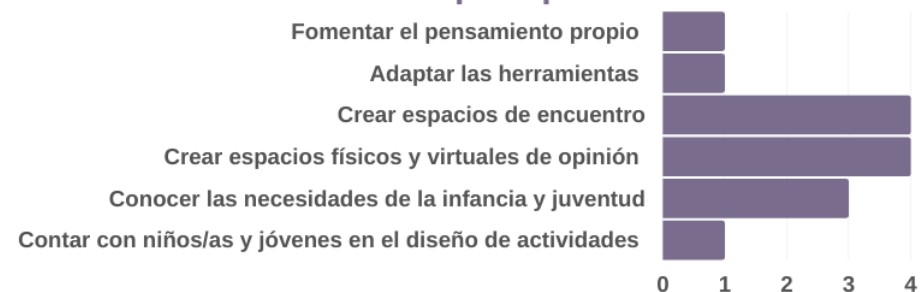 Fomentar el pensamiento propio
Adaptar las herramientas
Crear espacios de encuentro
Crear espacios físicos y virtuales de opinión
Conocer las necesidades de la infancia y juventud
Contar con niños/as y jóvenes en el diseño de actividades
0 1 2 3 4